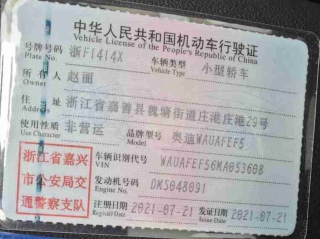 中华人民共和国机动车行驶证
Vehicle License of the People's Republic of China
号牌号码 浙F1414X 车辆类型 小型轿车
Plate No. Vehicle Type
所有人 赵丽
Owner
住址 浙江省嘉善县魏塘街道庄港庄港29号
Address
使用性质 非营运 品牌型号 奥迪WAUAFEF5
Use Character Model
浙江省嘉兴
市公安局交
通警察支队
车辆识别代号 WAUAFEF56MA053608
VIN
发动机号码 DMS048091
Engine No.
注册日期 2021-07-21 发证日期 2021-07-21
Register Date Issue Date